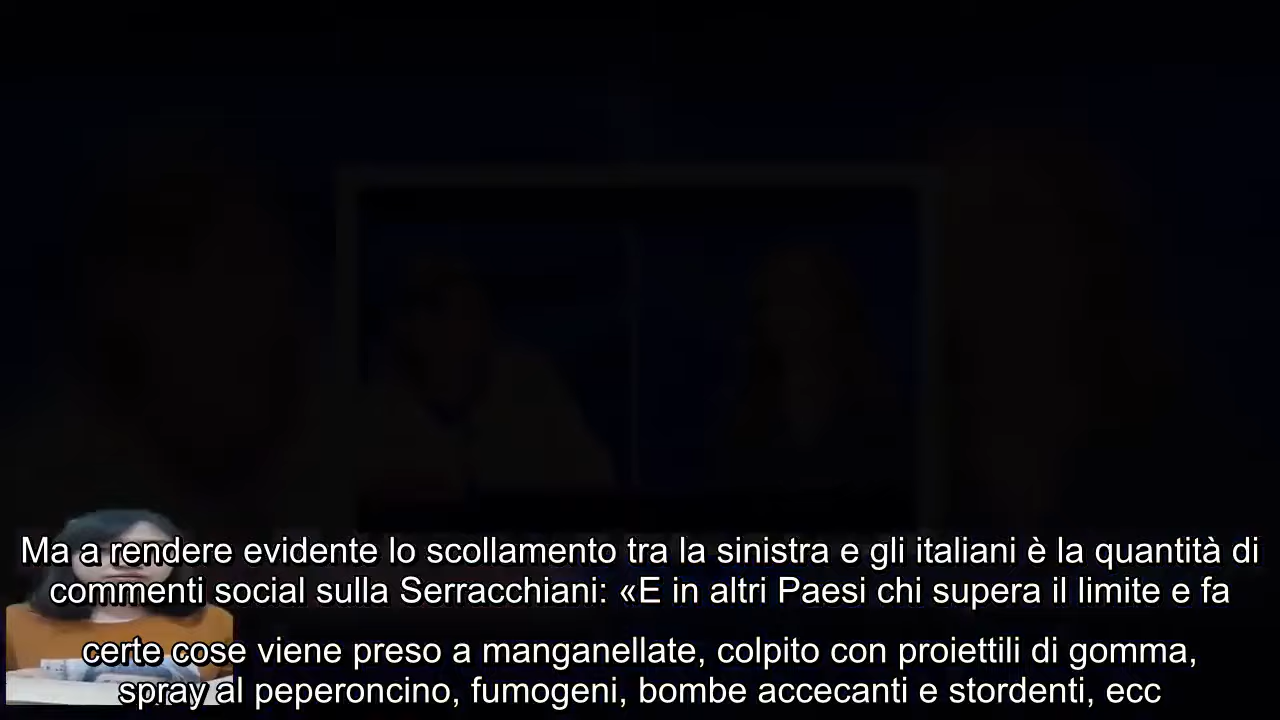 Ma a rendere evidente lo scollamento tra la sinistra e gli italiani è la quantità di
commenti social sulla Serracchiani: «E in altri Paesi chi supera il limite e fa
certe cose viene preso a manganellate, colpito con proiettili di gomma,
spray al peperoncino, fumogeni, bombe accecanti e stordenti, ecc